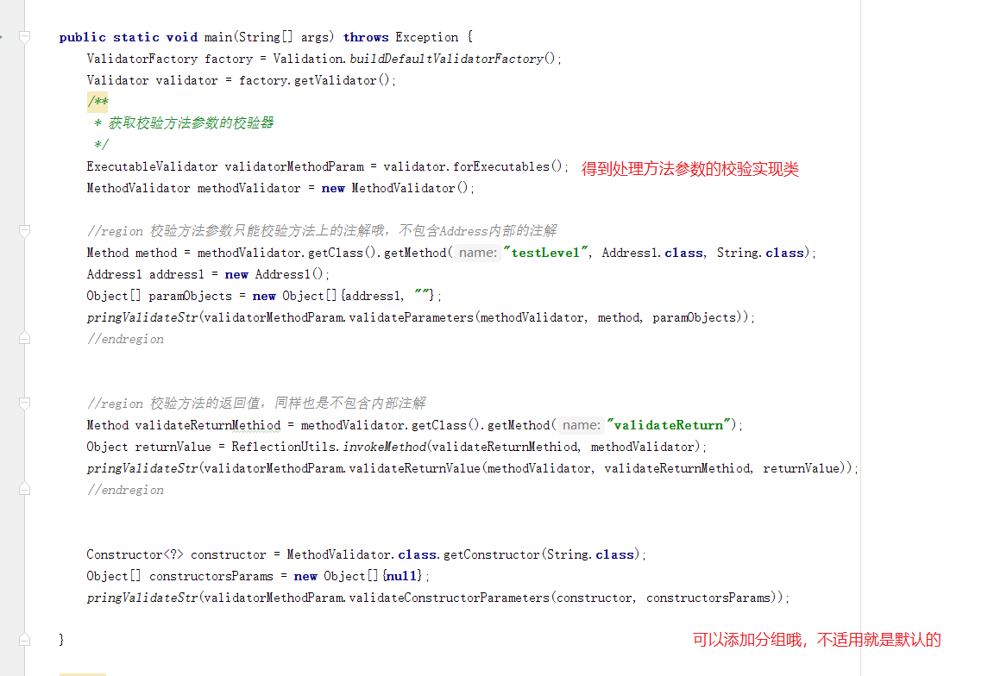 public static void main(String[] args) throws Exception {
ValidatorFactory factory = Validation.buildDefaultValidatorFactory();
Validator validator = factory.getValidator();
/**
* 获取校验方法参数的校验器
*/
ExecutableValidator validatorMethodParam = validator.forExecutables(); 得到处理方法参数的校验实现类
MethodValidator methodValidator = new MethodValidator();
//region 校验方法参数只能校验方法上的注解哦，不包含Address内部的注解
Method method = methodValidator.getClass().getMethod( name: "testLevel", Address1.class, String.class);
Address1 address1 = new Address1();
Object[] paramObjects = new Object[]{address1, ""};
pringValidateStr(validatorMethodParam.validateParameters(methodValidator, method, paramObjects));
//endregion
//region 校验方法的返回值，同样也是不包含内部注解
Method validateReturnMethiod = methodValidator.getClass().getMethod( name: "validateReturn");
Object returnValue = ReflectionUtils.invokeMethod(validateReturnMethiod, methodValidator);
pringValidateStr(validatorMethodParam.validateReturnValue(methodValidator, validateReturnMethiod, returnValue));
//endregion
Constructor<?> constructor = MethodValidator.class.getConstructor(String.class);
Object[] constructorsParams = new Object[]{null};
pringValidateStr(validatorMethodParam.validateConstructorParameters(constructor, constructorsParams));
} 可以添加分组哦，不适用就是默认的